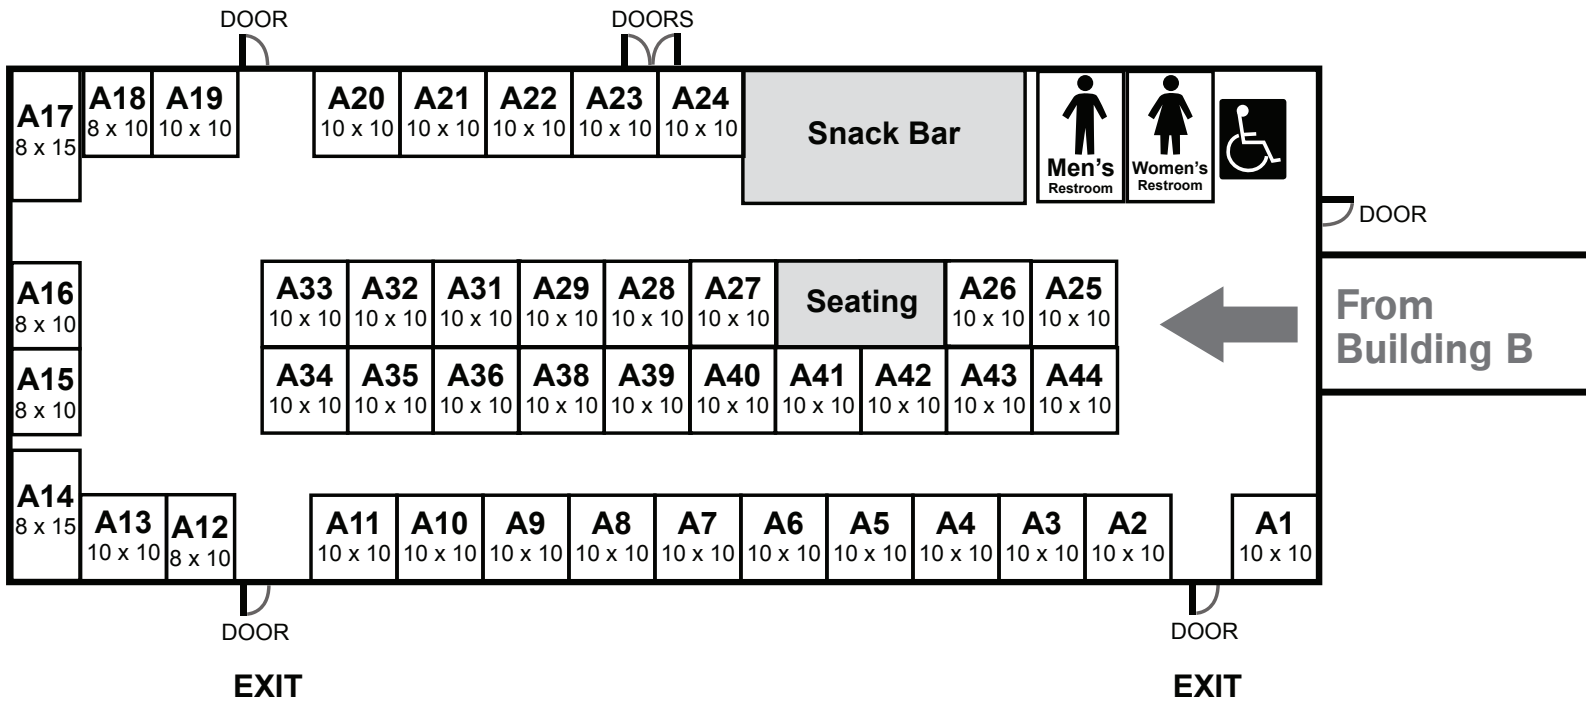 DOOR
DOORS
A17
8 x 15
A18
8 x 10
A19
10 x 10
A20
10 x 10
A21
10 x 10
A22
10 x 10
A23
10 x 10
A24
10 x 10
Snack Bar
Men's
Restroom
Women's
Restroom
DOOR
A16
8 x 10
A15
8 x 10
A33
10 x 10
A32
10 x 10
A31
10 x 10
A29
10 x 10
A28
10 x 10
A27
10 x 10
Seating
A26
10 x 10
A25
10 x 10
From
Building B
A34
10 x 10
A35
10 x 10
A36
10 x 10
A38
10 x 10
A39
10 x 10
A40
10 x 10
A41
10 x 10
A42
10 x 10
A43
10 x 10
A44
10 x 10
A14
8 x 15
A13
10 x 10
A12
8 x 10
A11
10 x 10
A10
10 x 10
A9
10 x 10
A8
10 x 10
A7
10 x 10
A6
10 x 10
A5
10 x 10
A4
10 x 10
A3
10 x 10
A2
10 x 10
A1
10 x 10
DOOR
DOOR
EXIT
EXIT